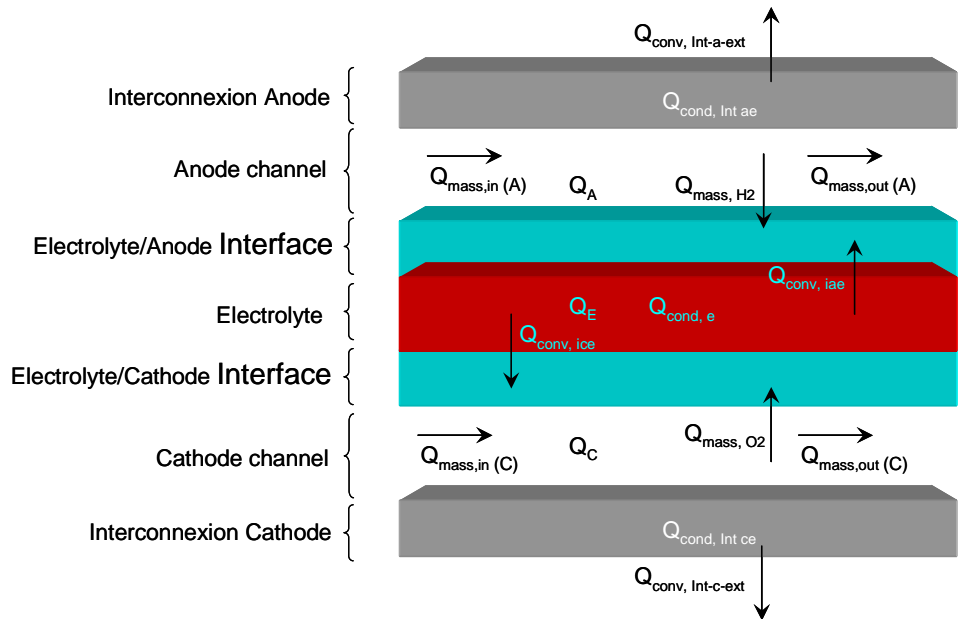 Qconv, Int-a-ext
Interconnexion Anode
Qcond, Int ae
Anode channel
Qmass,in (A)
QA
Qmass, H2
Qmass,out (A)
Electrolyte/Anode Interface
Qconv, iae
Electrolyte
QE
Qcond, e
Qconv, ice
Electrolyte/Cathode Interface
Cathode channel
Qmass,in (C)
QC
Qmass, O2
Qmass,out (C)
Interconnexion Cathode
Qcond, Int ce
Qconv, Int-c-ext